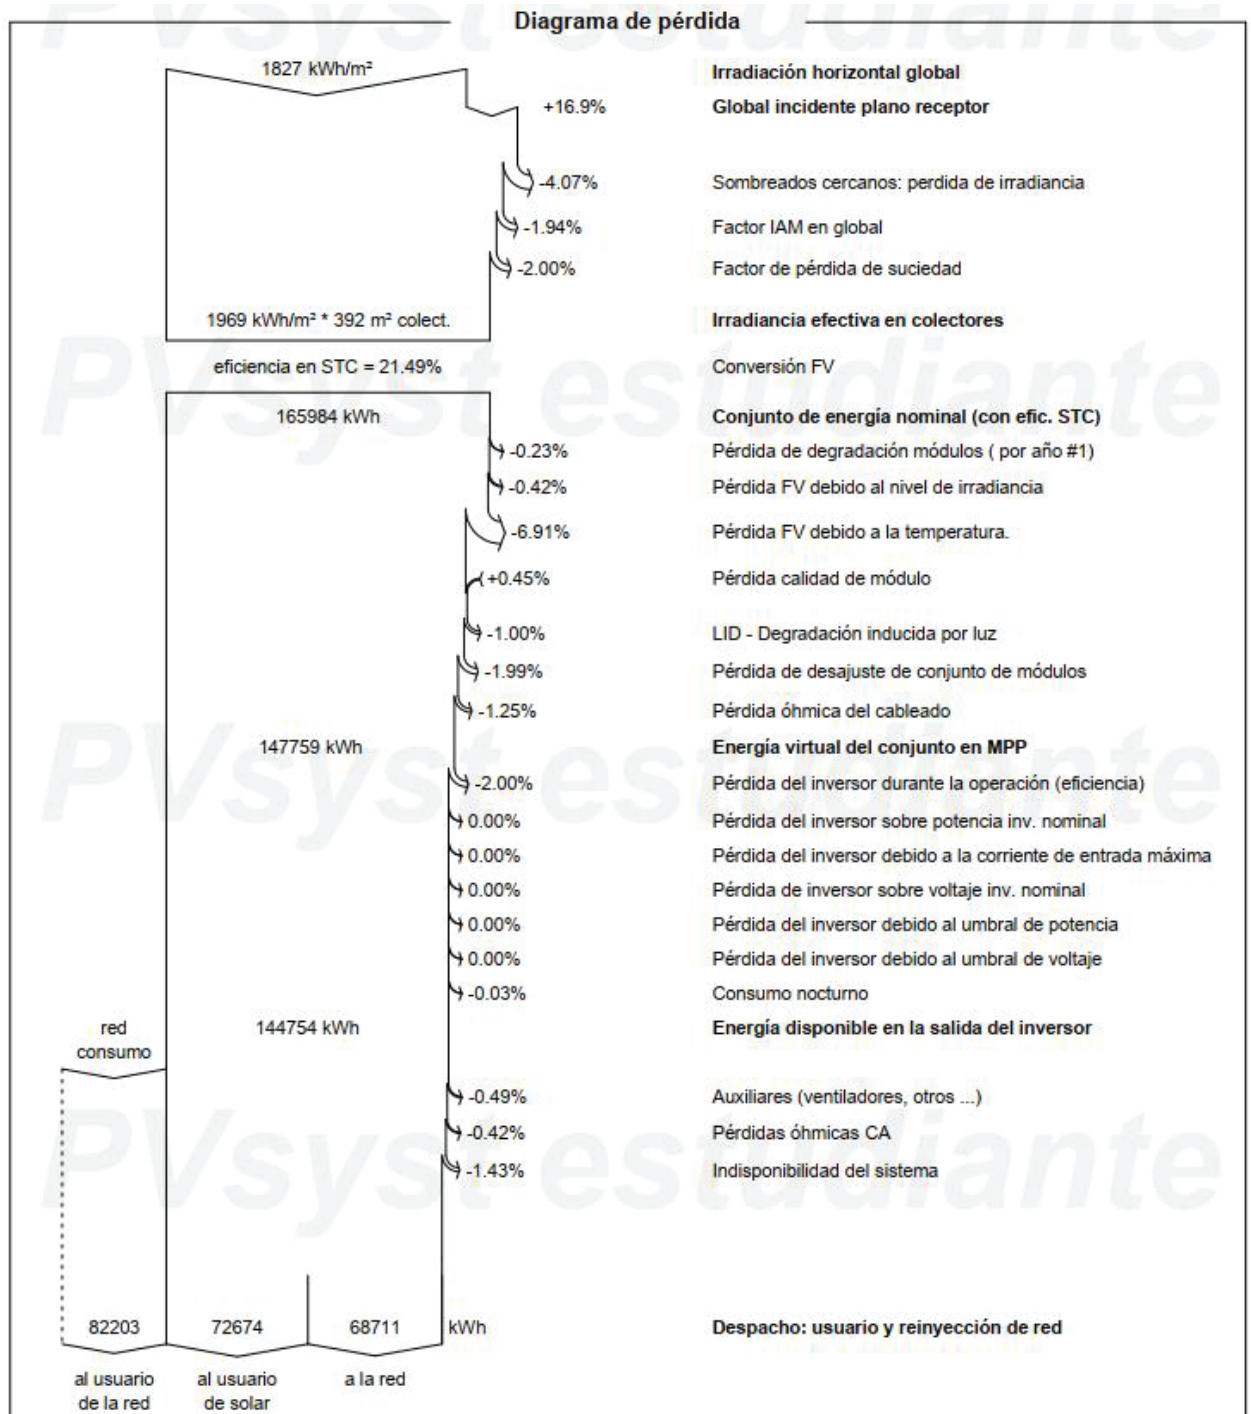 Diagrama de pérdida
1827 kWh/m² Irradiación horizontal global
+16.9% Global incidente plano receptor
-4.07% Sombreados cercanos: perdida de irradiancia
-1.94% Factor IAM en global
-2.00% Factor de pérdida de suciedad
1969 kWh/m² * 392 m² colect. Irradiancia efectiva en colectores
eficiencia en STC = 21.49% Conversión FV
165984 kWh Conjunto de energía nominal (con efic. STC)
-0.23% Pérdida de degradación módulos ( por año #1)
-0.42% Pérdida FV debido al nivel de irradiancia
-6.91% Pérdida FV debido a la temperatura.
+0.45% Pérdida calidad de módulo
-1.00% LID - Degradación inducida por luz
-1.99% Pérdida de desajuste de conjunto de módulos
-1.25% Pérdida óhmica del cableado
147759 kWh Energía virtual del conjunto en MPP
-2.00% Pérdida del inversor durante la operación (eficiencia)
0.00% Pérdida del inversor sobre potencia inv. nominal
0.00% Pérdida del inversor debido a la corriente de entrada máxima
0.00% Pérdida de inversor sobre voltaje inv. nominal
0.00% Pérdida del inversor debido al umbral de potencia
0.00% Pérdida del inversor debido al umbral de voltaje
-0.03% Consumo nocturno
red 144754 kWh Energía disponible en la salida del inversor
consumo
-0.49% Auxiliares (ventiladores, otros ...)
-0.42% Pérdidas óhmicas CA
-1.43% Indisponibilidad del sistema
82203 72674 68711 kWh Despacho: usuario y reinyección de red
al usuario al usuario a la red
de la red de solar
PVsyst estudiante
PVsyst estudiante
PVsyst estudiante
PVsyst estudiante